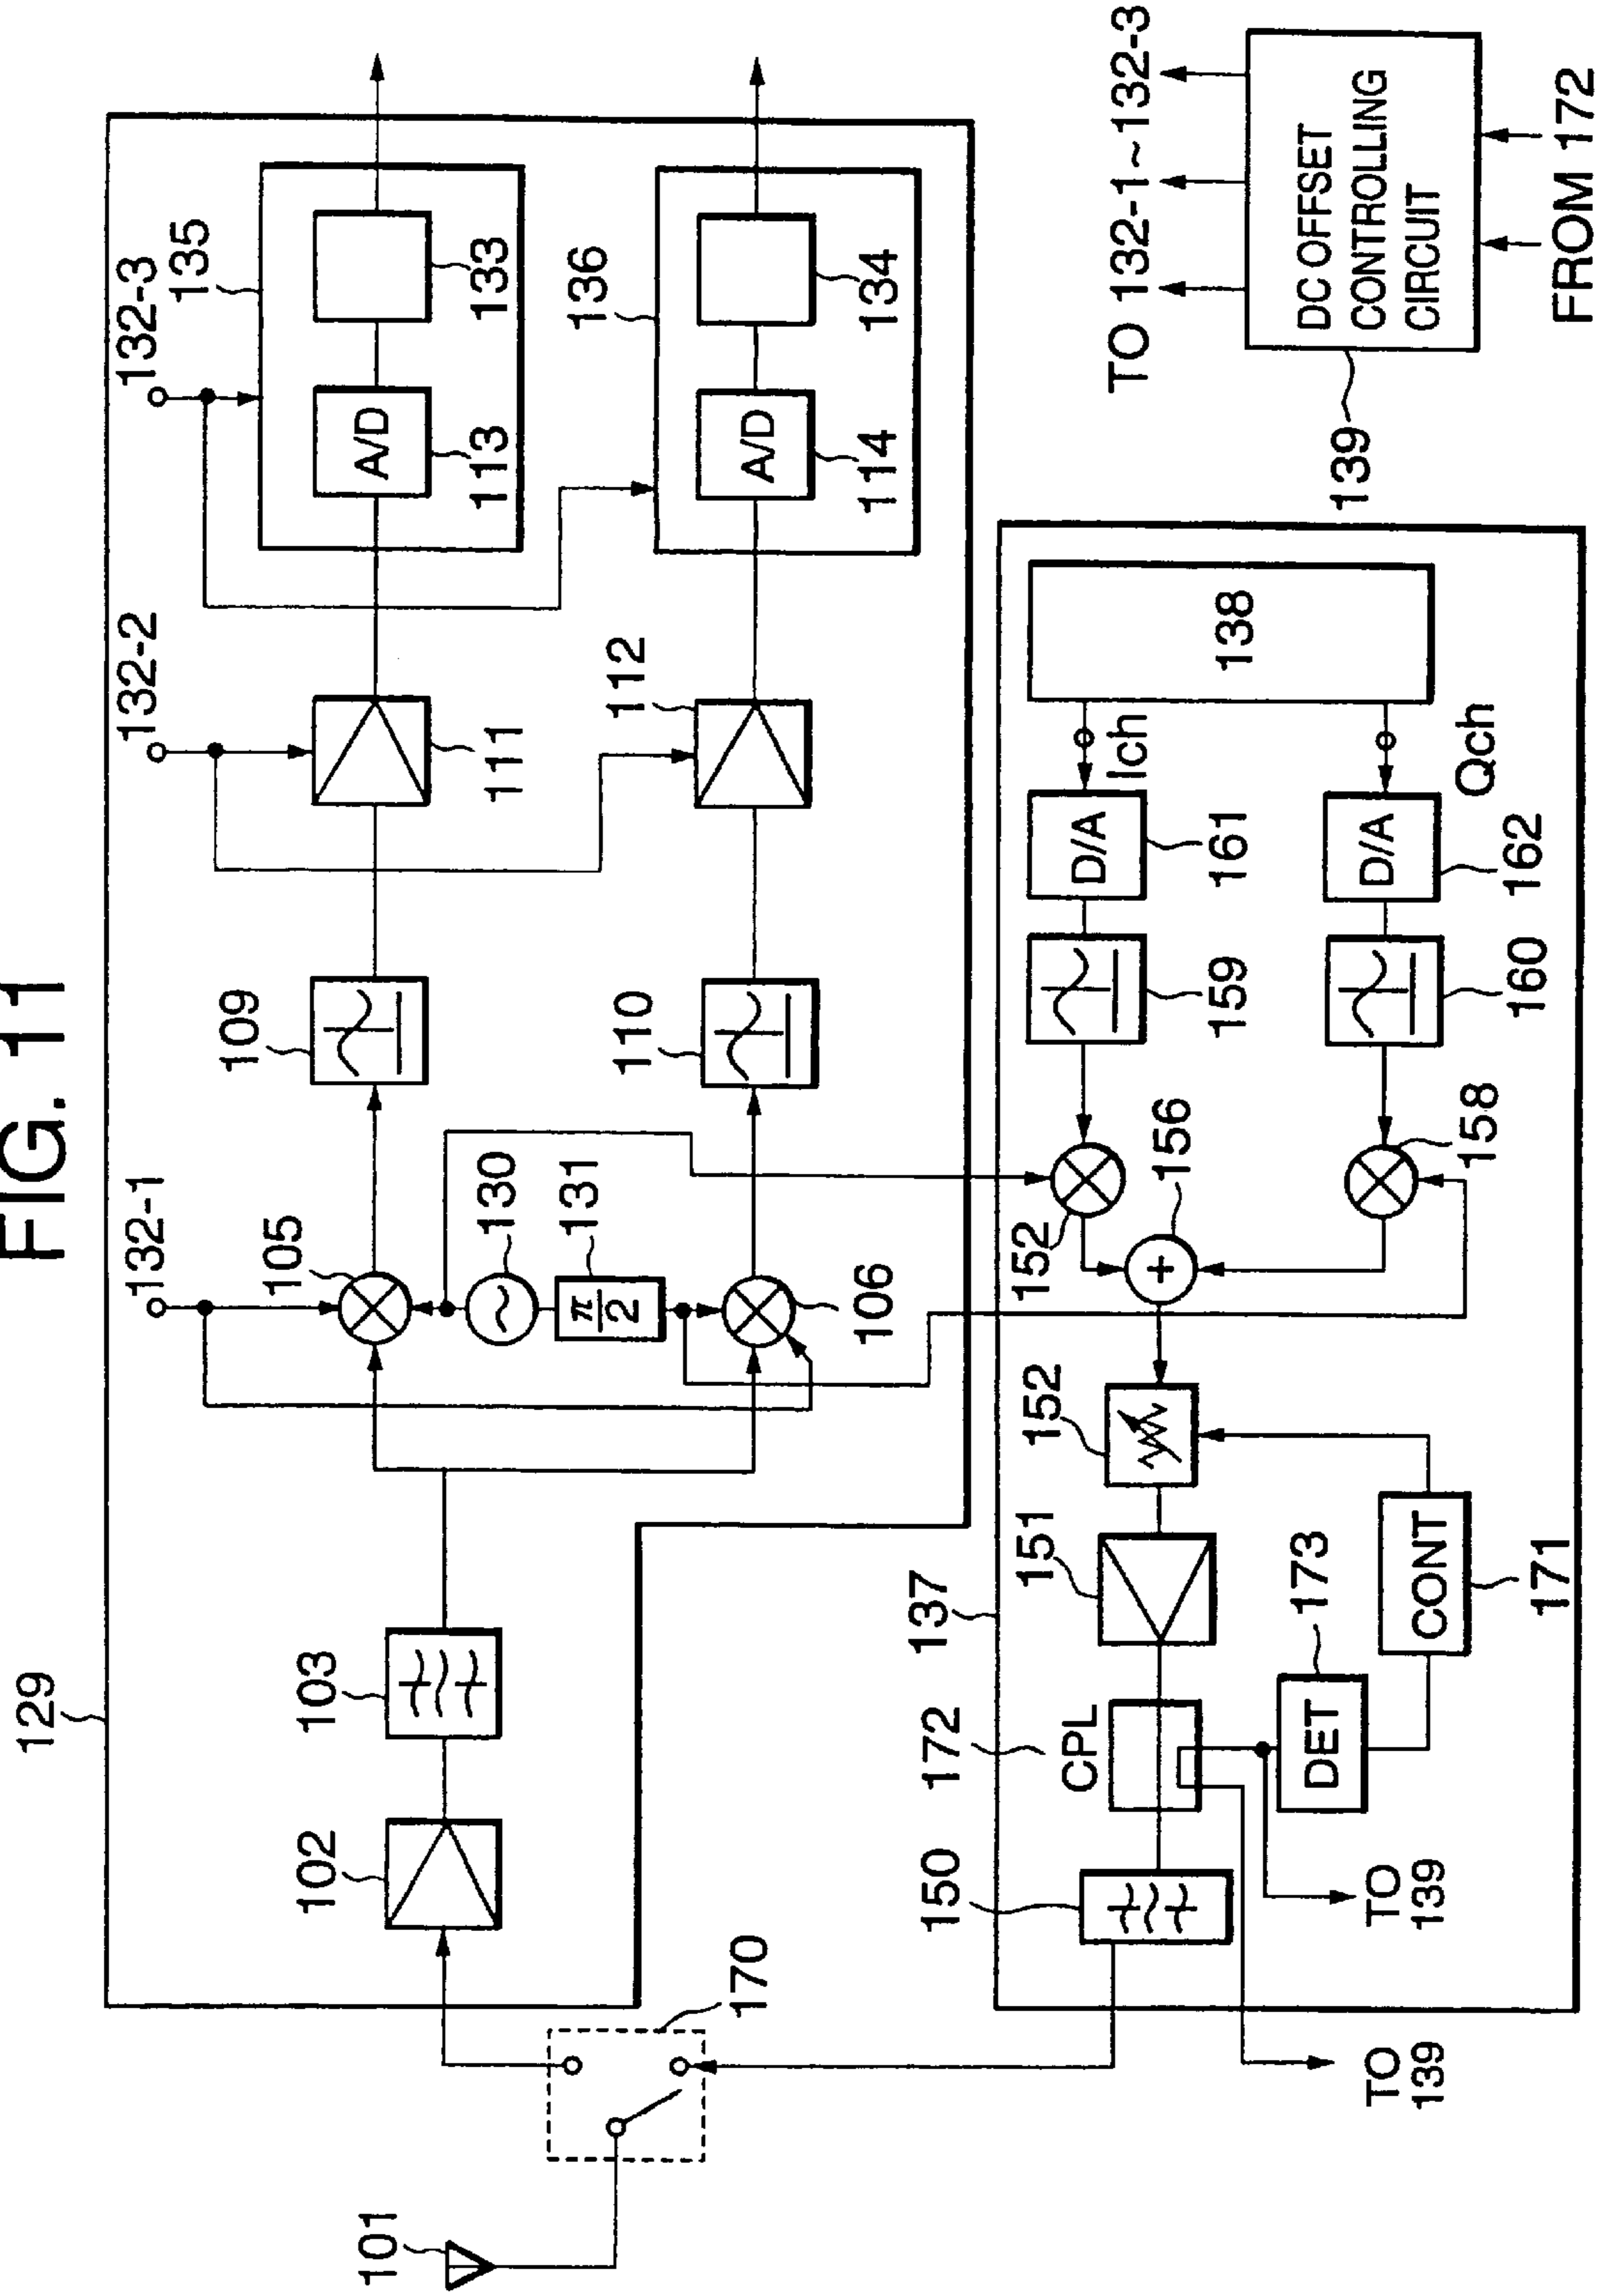 FIG. 11
129
132-1
132-2
132-3
135
105
109
103
102
111
A/D
113
133
130
131
π/2
106
110
112
136
A/D
114
134
101
170
137
150
172
CPL
151
152
152
156
158
159
160
D/A
161
D/A
162
Ich
Qch
138
173
DET
CONT
171
TO
139
TO
139
TO 132-1~132-3
DC OFFSET
CONTROLLING
CIRCUIT
139
FROM 172